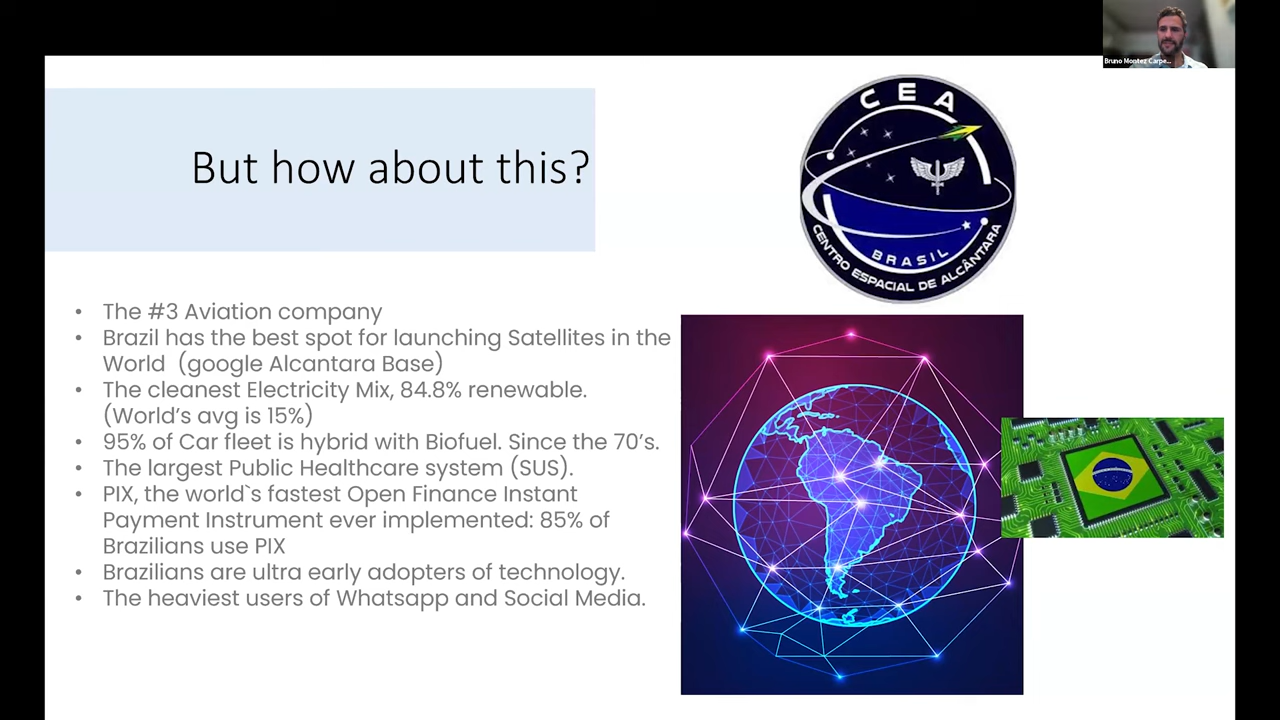 Bruno Montez Carpe...
But how about this?
CEA
BRASIL
CENTRO ESPACIAL DE ALCÂNTARA
• The #3 Aviation company
• Brazil has the best spot for launching Satellites in the
World (google Alcantara Base)
• The cleanest Electricity Mix, 84.8% renewable.
(World’s avg is 15%)
• 95% of Car fleet is hybrid with Biofuel. Since the 70’s.
• The largest Public Healthcare system (SUS).
• PIX, the world`s fastest Open Finance Instant
Payment Instrument ever implemented: 85% of
Brazilians use PIX
• Brazilians are ultra early adopters of technology.
• The heaviest users of Whatsapp and Social Media.